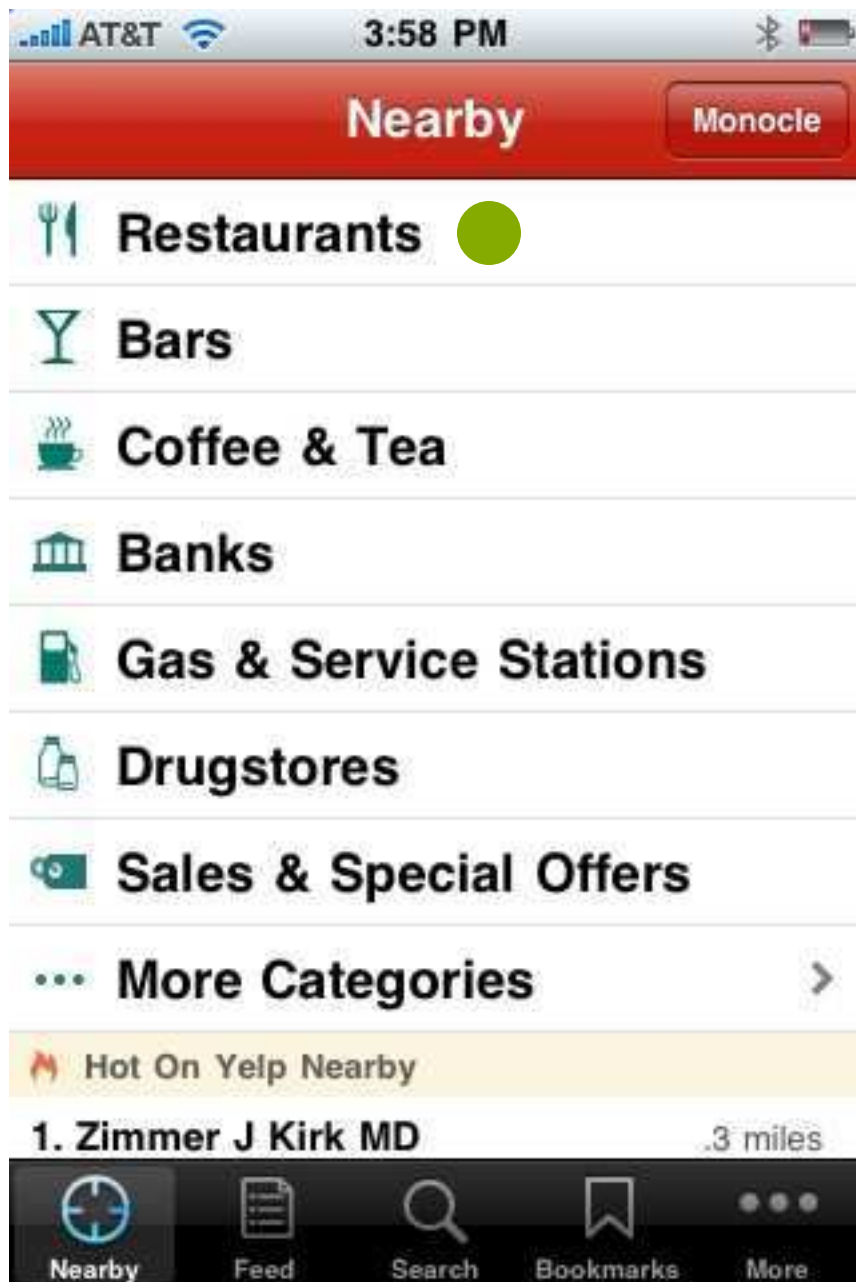 AT&T 3:58 PM
Nearby Monocle
Restaurants
Bars
Coffee & Tea
Banks
Gas & Service Stations
Drugstores
Sales & Special Offers
More Categories
Hot On Yelp Nearby
1. Zimmer J Kirk MD .3 miles
Nearby Feed Search Bookmarks More